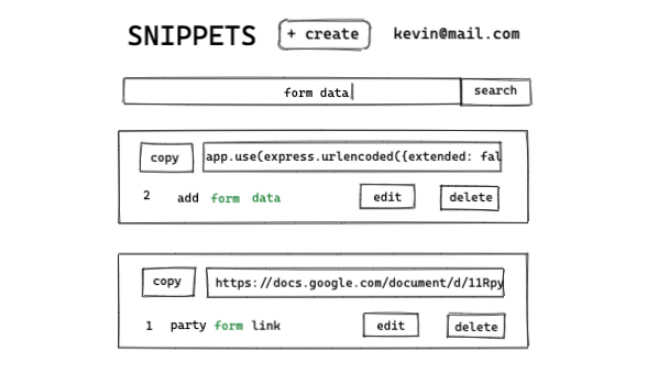 SNIPPETS + create kevin@mail.com
form data search
copy app.use(express.urlencoded({extended: fal
2 add form data edit delete
copy https://docs.google.com/document/d/11Rpy
1 party form link edit delete